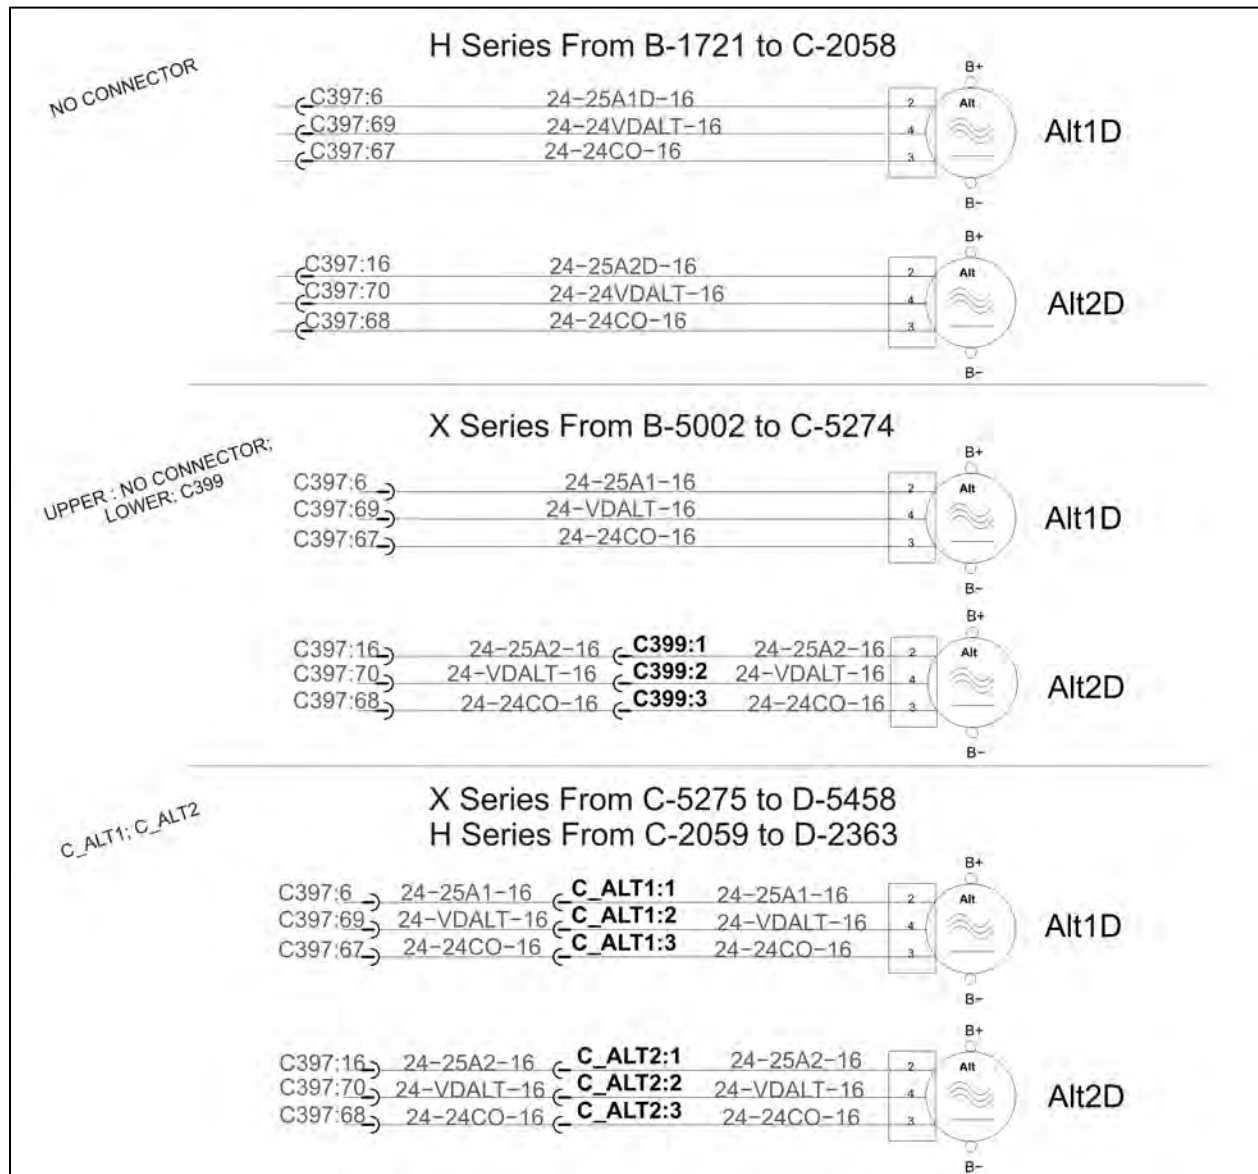 H Series From B-1721 to C-2058
NO CONNECTOR
B+
C397:6 24-25A1D-16 2 Alt
C397:69 24-24VDALT-16 4 Alt1D
C397:67 24-24CO-16 3
B-
B+
C397:16 24-25A2D-16 2 Alt
C397:70 24-24VDALT-16 4 Alt2D
C397:68 24-24CO-16 3
B-
X Series From B-5002 to C-5274
UPPER : NO CONNECTOR;
LOWER: C399
B+
C397:6 24-25A1-16 2 Alt
C397:69 24-VDALT-16 4 Alt1D
C397:67 24-24CO-16 3
B-
B+
C397:16 24-25A2-16 C399:1 24-25A2-16 2 Alt
C397:70 24-VDALT-16 C399:2 24-VDALT-16 4 Alt2D
C397:68 24-24CO-16 C399:3 24-24CO-16 3
B-
X Series From C-5275 to D-5458
H Series From C-2059 to D-2363
C_ALT1; C_ALT2
B+
C397:6 24-25A1-16 C_ALT1:1 24-25A1-16 2 Alt
C397:69 24-VDALT-16 C_ALT1:2 24-VDALT-16 4 Alt1D
C397:67 24-24CO-16 C_ALT1:3 24-24CO-16 3
B-
B+
C397:16 24-25A2-16 C_ALT2:1 24-25A2-16 2 Alt
C397:70 24-VDALT-16 C_ALT2:2 24-VDALT-16 4 Alt2D
C397:68 24-24CO-16 C_ALT2:3 24-24CO-16 3
B-